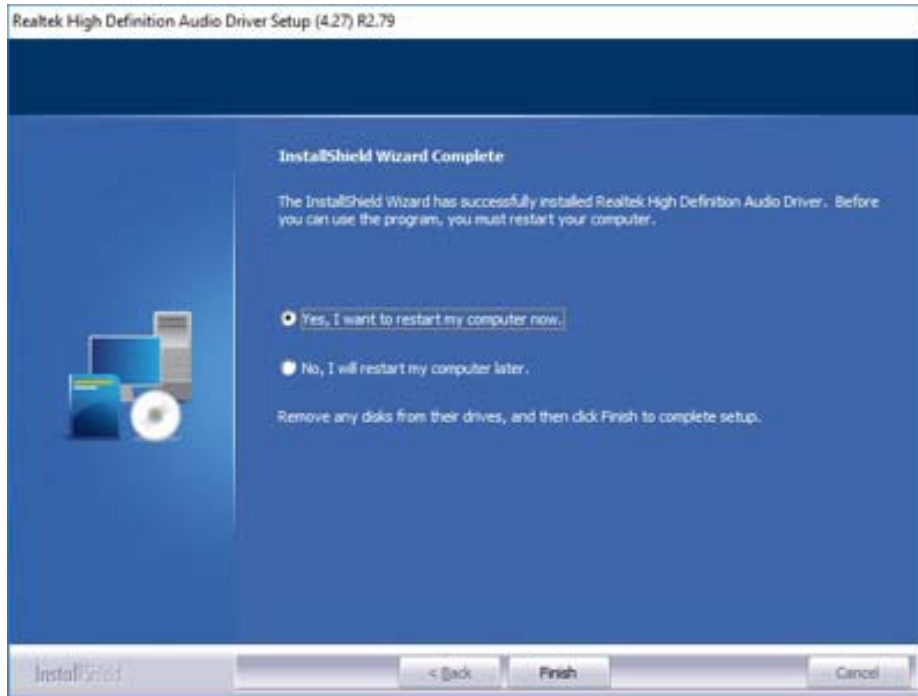 Realtek High Definition Audio Driver Setup (4.27) R2.79
InstallShield Wizard Complete
The InstallShield Wizard has successfully installed Realtek High Definition Audio Driver. Before
you can use the program, you must restart your computer.
Yes, I want to restart my computer now.
No, I will restart my computer later.
Remove any disks from their drives, and then click Finish to complete setup.
InstallShield
< Back
Finish
Cancel